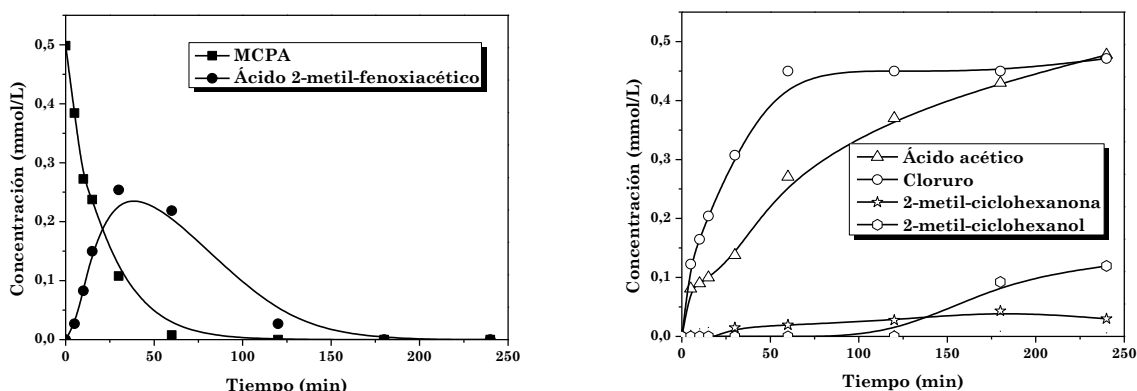 0,5
0,4
0,3
0,2
0,1
0,0
Concentración (mmol/L)
MCPA
Ácido 2-metil-fenoxiacético
0 50 100 150 200 250
Tiempo (min)
0,5
0,4
0,3
0,2
0,1
0,0
Concentración (mmol/L)
Ácido acético
Cloruro
2-metil-ciclohexanona
2-metil-ciclohexanol
0 50 100 150 200 250
Tiempo (min)